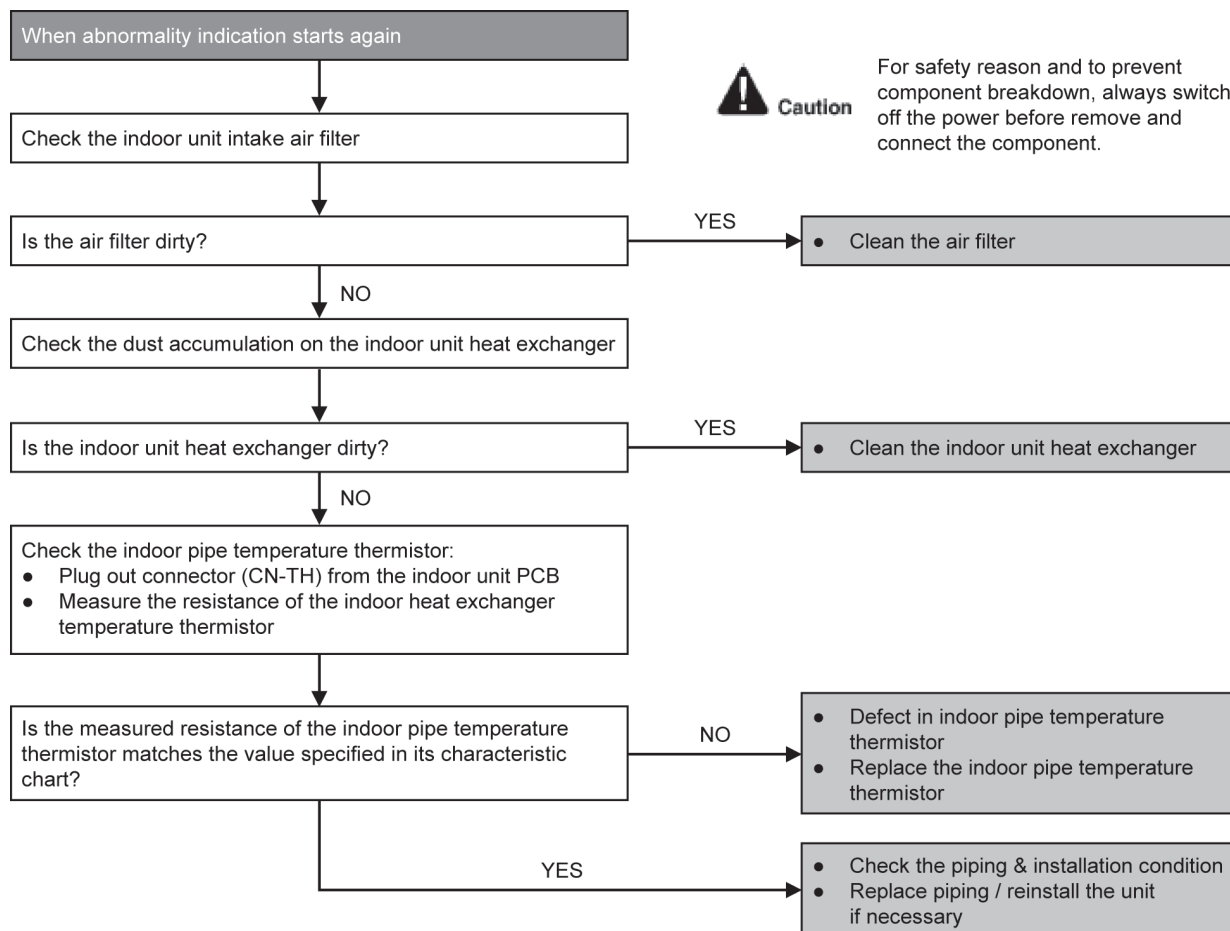 When abnormality indication starts again
Caution
For safety reason and to prevent
component breakdown, always switch
off the power before remove and
connect the component.
Check the indoor unit intake air filter
Is the air filter dirty?
YES
● Clean the air filter
NO
Check the dust accumulation on the indoor unit heat exchanger
Is the indoor unit heat exchanger dirty?
YES
● Clean the indoor unit heat exchanger
NO
Check the indoor pipe temperature thermistor:
● Plug out connector (CN-TH) from the indoor unit PCB
● Measure the resistance of the indoor heat exchanger
temperature thermistor
Is the measured resistance of the indoor pipe temperature
thermistor matches the value specified in its characteristic
chart?
NO
● Defect in indoor pipe temperature
thermistor
● Replace the indoor pipe temperature
thermistor
YES
● Check the piping & installation condition
● Replace piping / reinstall the unit
if necessary